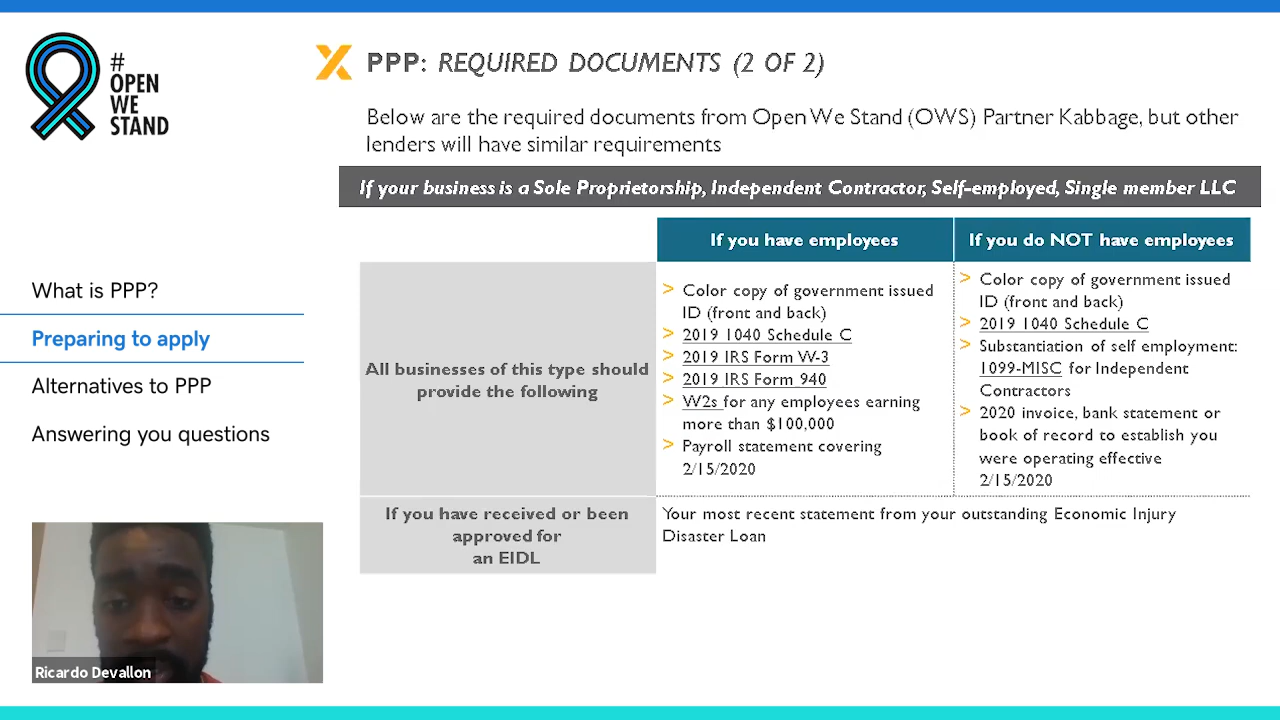 #
OPEN
WE
STAND
PPP: REQUIRED DOCUMENTS (2 OF 2)
Below are the required documents from Open We Stand (OWS) Partner Kabbage, but other
lenders will have similar requirements
If your business is a Sole Proprietorship, Independent Contractor, Self-employed, Single member LLC
What is PPP?
Preparing to apply
Alternatives to PPP
Answering you questions
If you have employees
If you do NOT have employees
All businesses of this type should
provide the following
> Color copy of government issued
ID (front and back)
> 2019 1040 Schedule C
> 2019 IRS Form W-3
> 2019 IRS Form 940
> W2s for any employees earning
more than $100,000
> Payroll statement covering
2/15/2020
> Color copy of government issued
ID (front and back)
> 2019 1040 Schedule C
> Substantiation of self employment:
1099-MISC for Independent
Contractors
> 2020 invoice, bank statement or
book of record to establish you
were operating effective
2/15/2020
If you have received or been
approved for
an EIDL
Your most recent statement from your outstanding Economic Injury
Disaster Loan
Ricardo Devallon